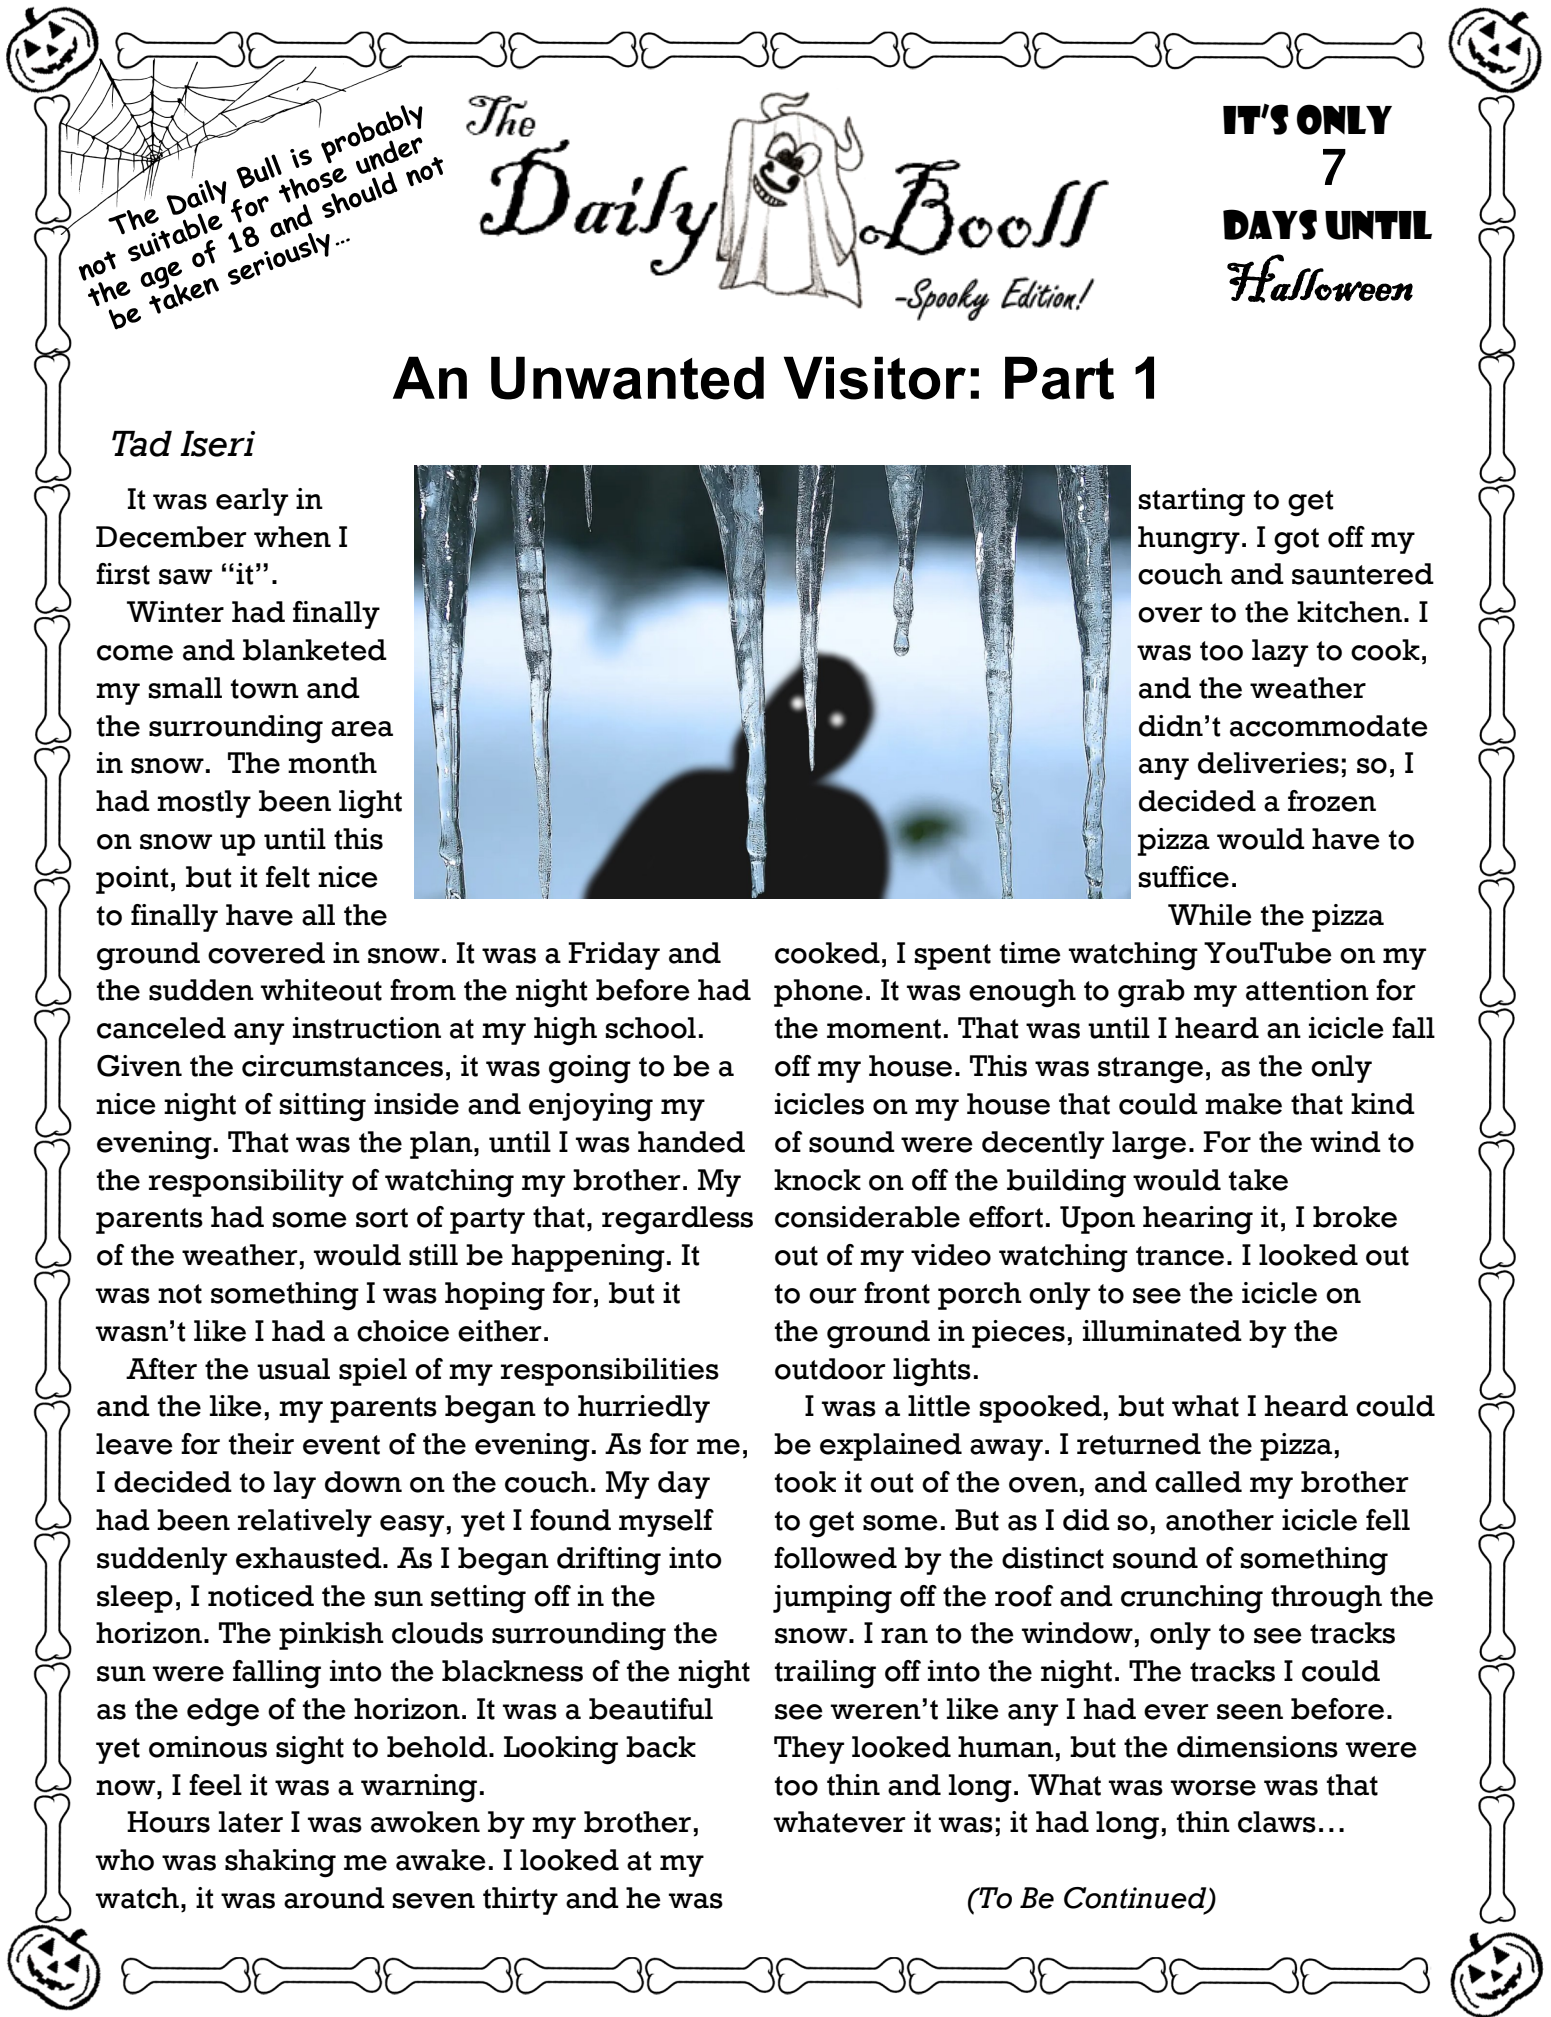 The Daily Bull is probably
not suitable for those under
the age of 18 and should not
be taken seriously...
The
Daily Booll
-Spooky Edition!
IT'S ONLY
7
DAYS UNTIL
Halloween
An Unwanted Visitor: Part 1
Tad Iseri
It was early in
December when I
first saw “it”.
Winter had finally
come and blanketed
my small town and
the surrounding area
in snow.  The month
had mostly been light
on snow up until this
point, but it felt nice
to finally have all the
ground covered in snow. It was a Friday and
the sudden whiteout from the night before had
canceled any instruction at my high school.
Given the circumstances, it was going to be a
nice night of sitting inside and enjoying my
evening. That was the plan, until I was handed
the responsibility of watching my brother. My
parents had some sort of party that, regardless
of the weather, would still be happening. It
was not something I was hoping for, but it
wasn’t like I had a choice either.
After the usual spiel of my responsibilities
and the like, my parents began to hurriedly
leave for their event of the evening. As for me,
I decided to lay down on the couch. My day
had been relatively easy, yet I found myself
suddenly exhausted. As I began drifting into
sleep, I noticed the sun setting off in the
horizon. The pinkish clouds surrounding the
sun were falling into the blackness of the night
as the edge of the horizon. It was a beautiful
yet ominous sight to behold. Looking back
now, I feel it was a warning.
Hours later I was awoken by my brother,
who was shaking me awake. I looked at my
watch, it was around seven thirty and he was
starting to get
hungry. I got off my
couch and sauntered
over to the kitchen. I
was too lazy to cook,
and the weather
didn’t accommodate
any deliveries; so, I
decided a frozen
pizza would have to
suffice.
While the pizza
cooked, I spent time watching YouTube on my
phone. It was enough to grab my attention for
the moment. That was until I heard an icicle fall
off my house. This was strange, as the only
icicles on my house that could make that kind
of sound were decently large. For the wind to
knock on off the building would take
considerable effort. Upon hearing it, I broke
out of my video watching trance. I looked out
to our front porch only to see the icicle on
the ground in pieces, illuminated by the
outdoor lights.
I was a little spooked, but what I heard could
be explained away. I returned the pizza,
took it out of the oven, and called my brother
to get some. But as I did so, another icicle fell
followed by the distinct sound of something
jumping off the roof and crunching through the
snow. I ran to the window, only to see tracks
trailing off into the night. The tracks I could
see weren’t like any I had ever seen before.
They looked human, but the dimensions were
too thin and long. What was worse was that
whatever it was; it had long, thin claws…
(To Be Continued)